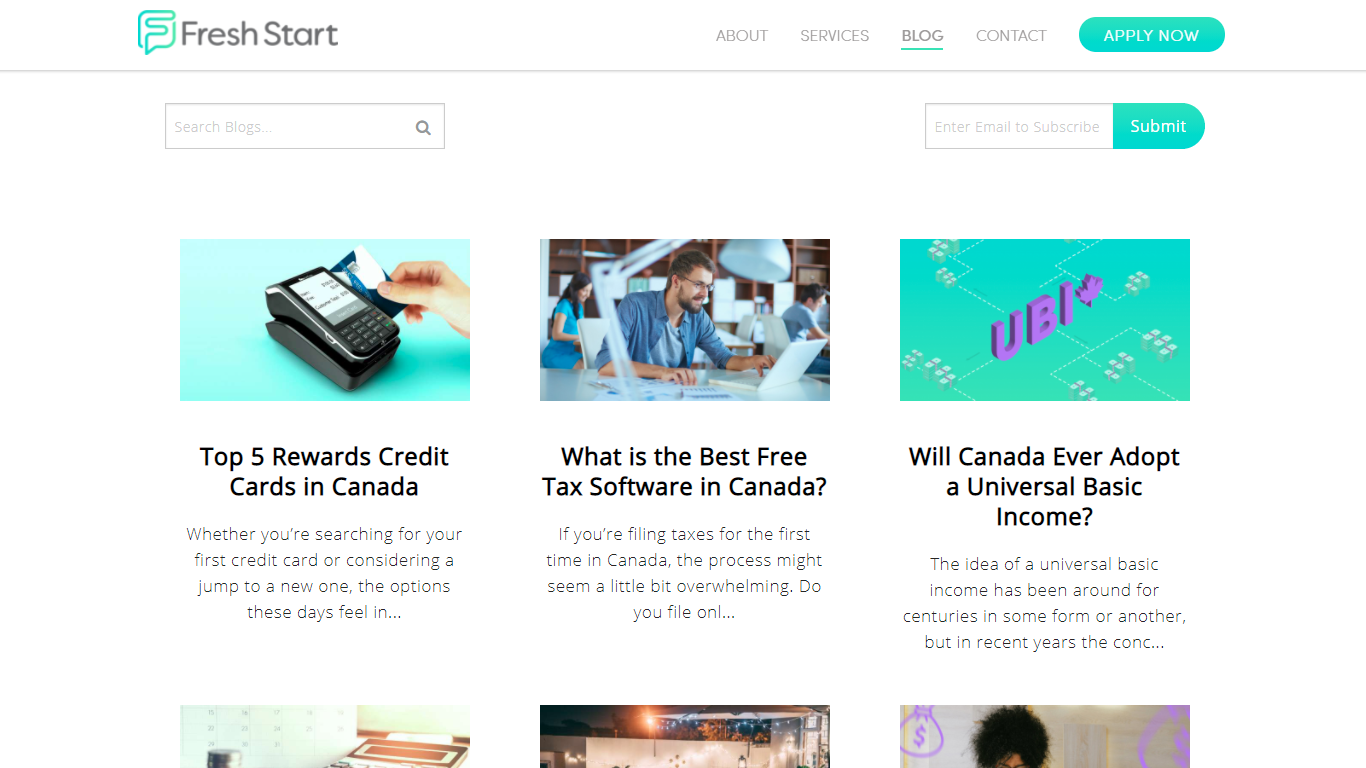 Fresh Start
ABOUT
SERVICES
BLOG
CONTACT
APPLY NOW
Search Blogs...
Enter Email to Subscribe
Submit
UBI
Top 5 Rewards Credit
Cards in Canada
What is the Best Free
Tax Software in Canada?
Will Canada Ever Adopt
a Universal Basic
Income?
Whether you’re searching for your
first credit card or considering a
jump to a new one, the options
these days feel in...
If you’re filing taxes for the first
time in Canada, the process might
seem a little bit overwhelming. Do
you file onl...
The idea of a universal basic
income has been around for
centuries in some form or another,
but in recent years the conc...